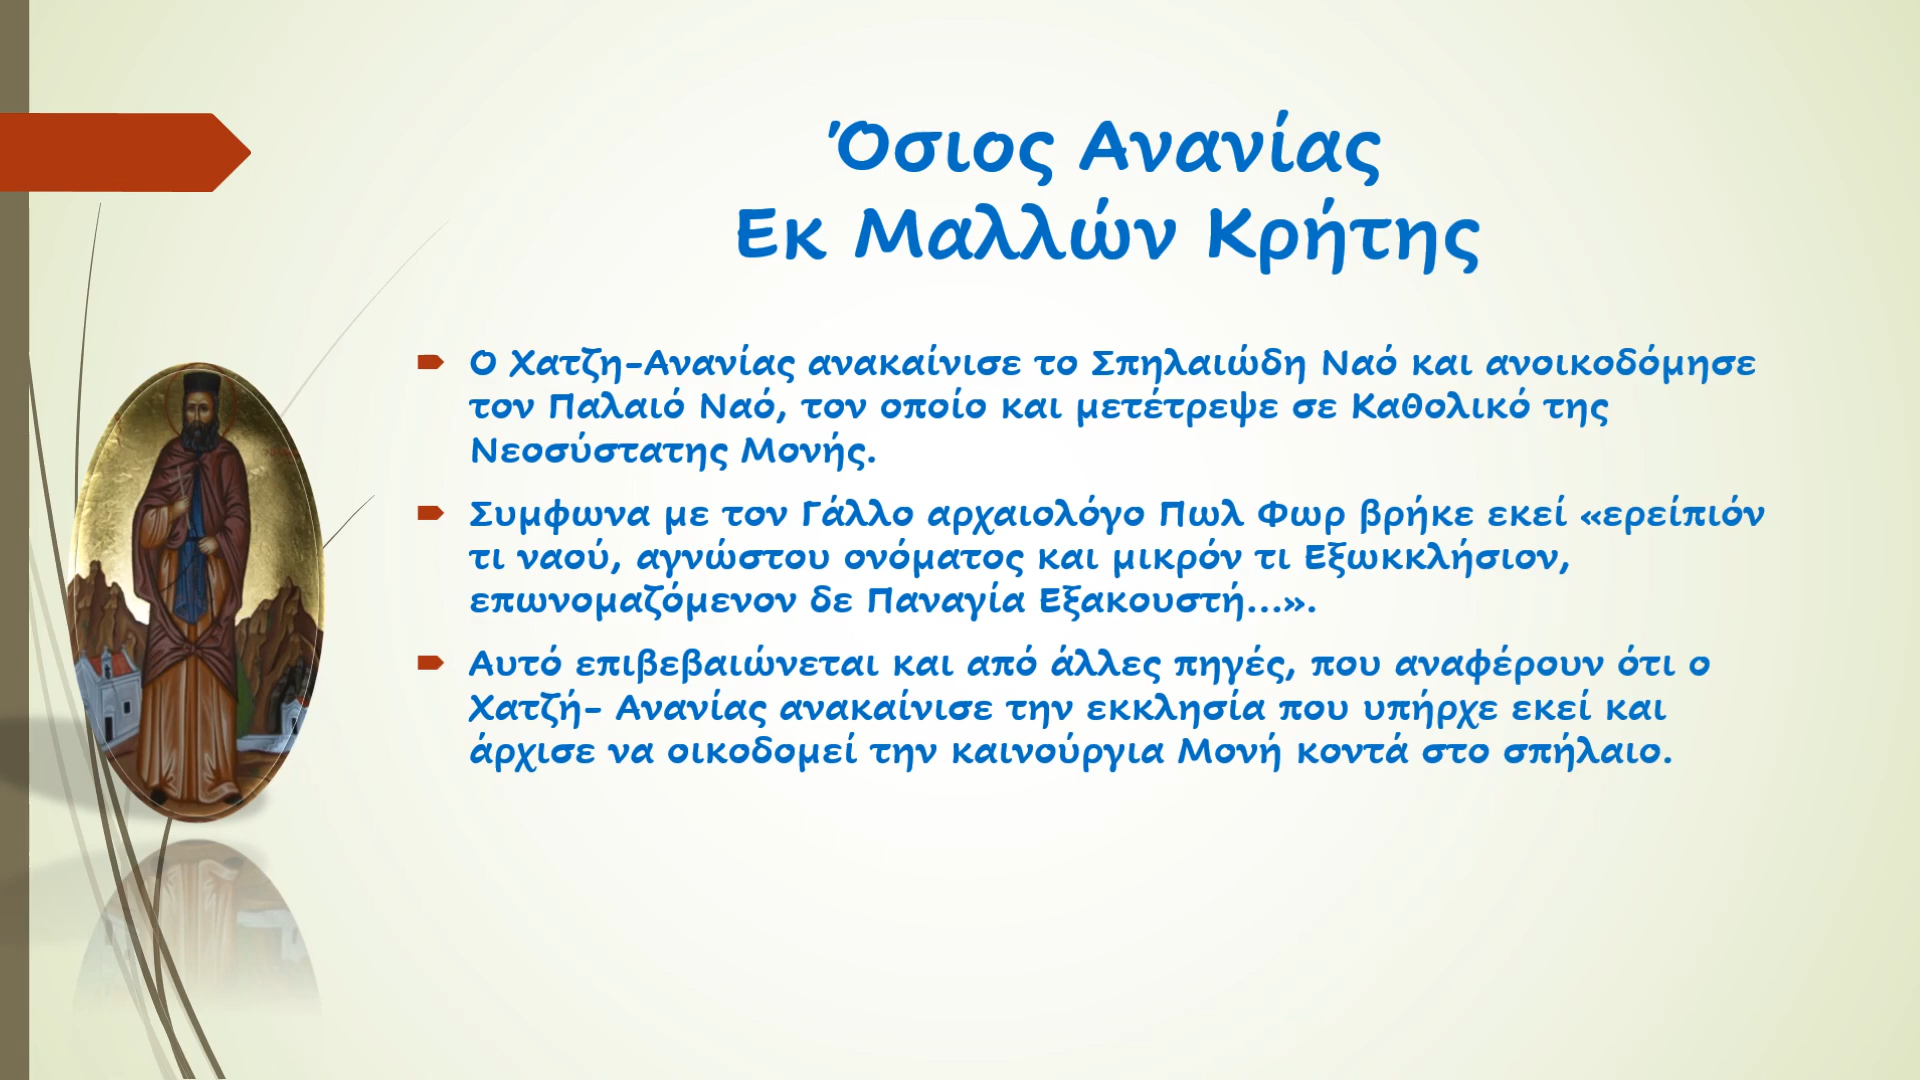 Όσιος Ανανίας
Εκ Μαλλών Κρήτης
Ο Χατζη-Ανανίας ανακαίνισε το Σπηλαιώδη Ναό και ανοικοδόμησε
τον Παλαιό Ναό, τον οποίο και μετέτρεψε σε Καθολικό της
Νεοσύστατης Μονής.
Συμφωνα με τον Γάλλο αρχαιολόγο Πωλ Φωρ βρήκε εκεί «ερείπιόν
τι ναού, αγνώστου ονόματος και μικρόν τι Εξωκκλήσιον,
επωνομαζόμενον δε Παναγία Εξακουστή...».
Αυτό επιβεβαιώνεται και από άλλες πηγές, που αναφέρουν ότι ο
Χατζή- Ανανίας ανακαίνισε την εκκλησία που υπήρχε εκεί και
άρχισε να οικοδομεί την καινούργια Μονή κοντά στο σπήλαιο.